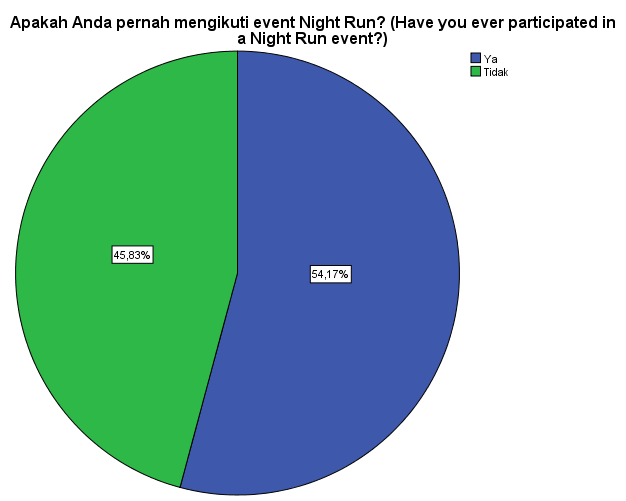 Apakah Anda pernah mengikuti event Night Run? (Have you ever participated in
a Night Run event?)
Ya
Tidak
45,83%
54,17%